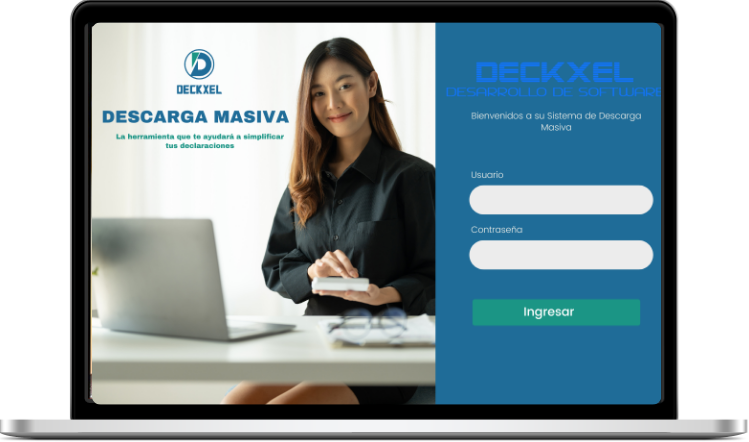 DECKXEL
DESCARGA MASIVA
La herramienta que te ayudará a simplificar
tus declaraciones
DECKXEL
DESARROLLO DE SOFTWARE
Bienvenidos a su Sistema de Descarga
Masiva
Usuario
Contraseña
Ingresar